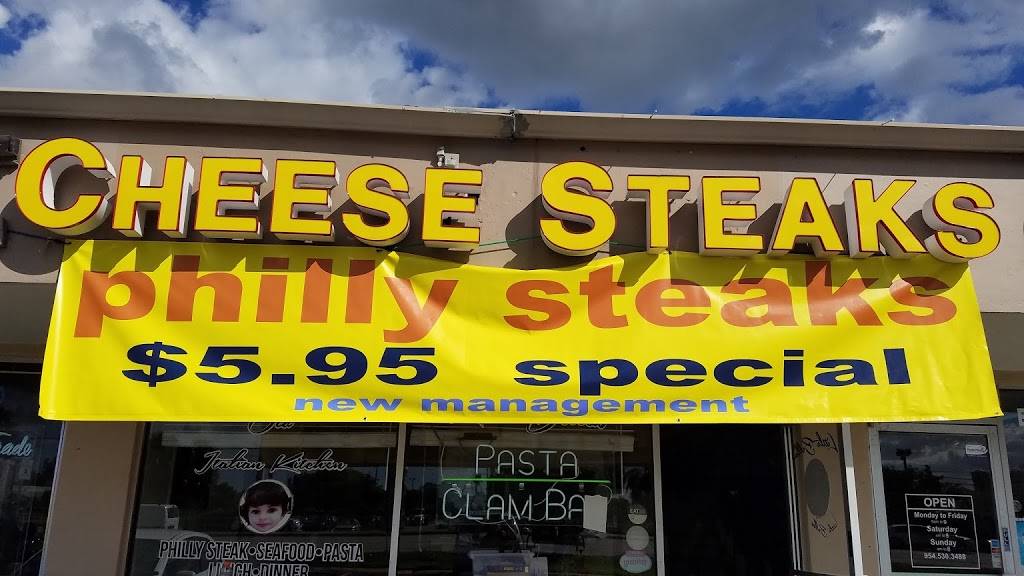 CHEESE STEAKS
philly steaks
$5.95 special
new management
Italian Kitchen
PASTA
CLAM BA
PHILLY STEAK • SEAFOOD • PASTA
DINNER
OPEN
Monday to Friday
Saturday
Sunday
954.530.3488